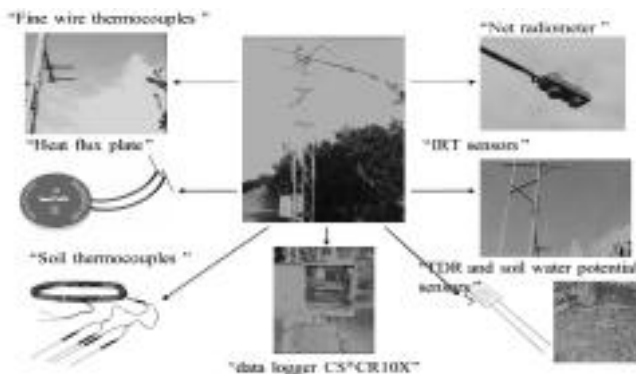 “Fine wire thermocouples ”
“Net radiometer ”
“Heat flux plate”
“IRT sensors”
“Soil thermocouples ”
“TDR and soil water potential
sensors”
“data logger CS*CR10X”